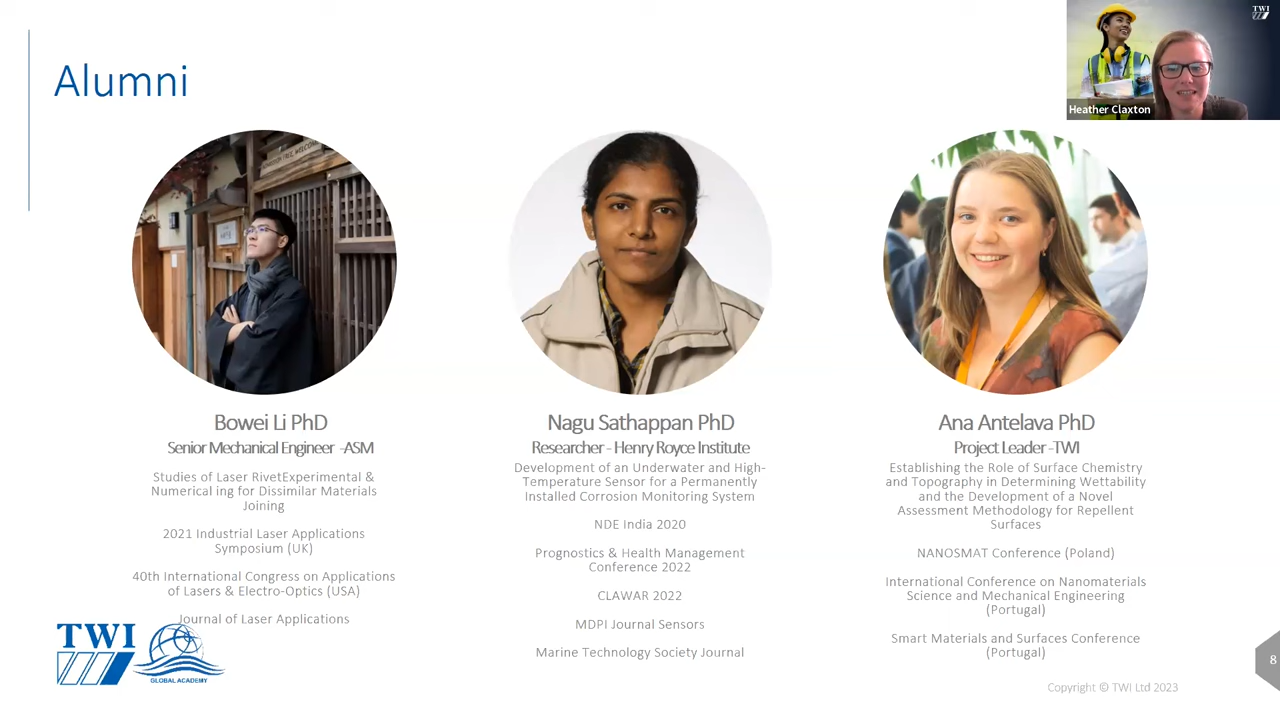 Alumni
TWI
Heather Claxton
Bowei Li PhD
Senior Mechanical Engineer -ASM
Studies of Laser RivetExperimental &
Numerical ing for Dissimilar Materials
Joining
2021 Industrial Laser Applications
Symposium (UK)
40th International Congress on Applications
of Lasers & Electro-Optics (USA)
Journal of Laser Applications
Nagu Sathappan PhD
Researcher - Henry Royce Institute
Development of an Underwater and High-
Temperature Sensor for a Permanently
Installed Corrosion Monitoring System
NDE India 2020
Prognostics & Health Management
Conference 2022
CLAWAR 2022
MDPI Journal Sensors
Marine Technology Society Journal
Ana Antelava PhD
Project Leader -TWI
Establishing the Role of Surface Chemistry
and Topography in Determining Wettability
and the Development of a Novel
Assessment Methodology for Repellent
Surfaces
NANOSMAT Conference (Poland)
International Conference on Nanomaterials
Science and Mechanical Engineering
(Portugal)
Smart Materials and Surfaces Conference
(Portugal)
TWI
GLOBAL ACADEMY
8
Copyright © TWI Ltd 2023